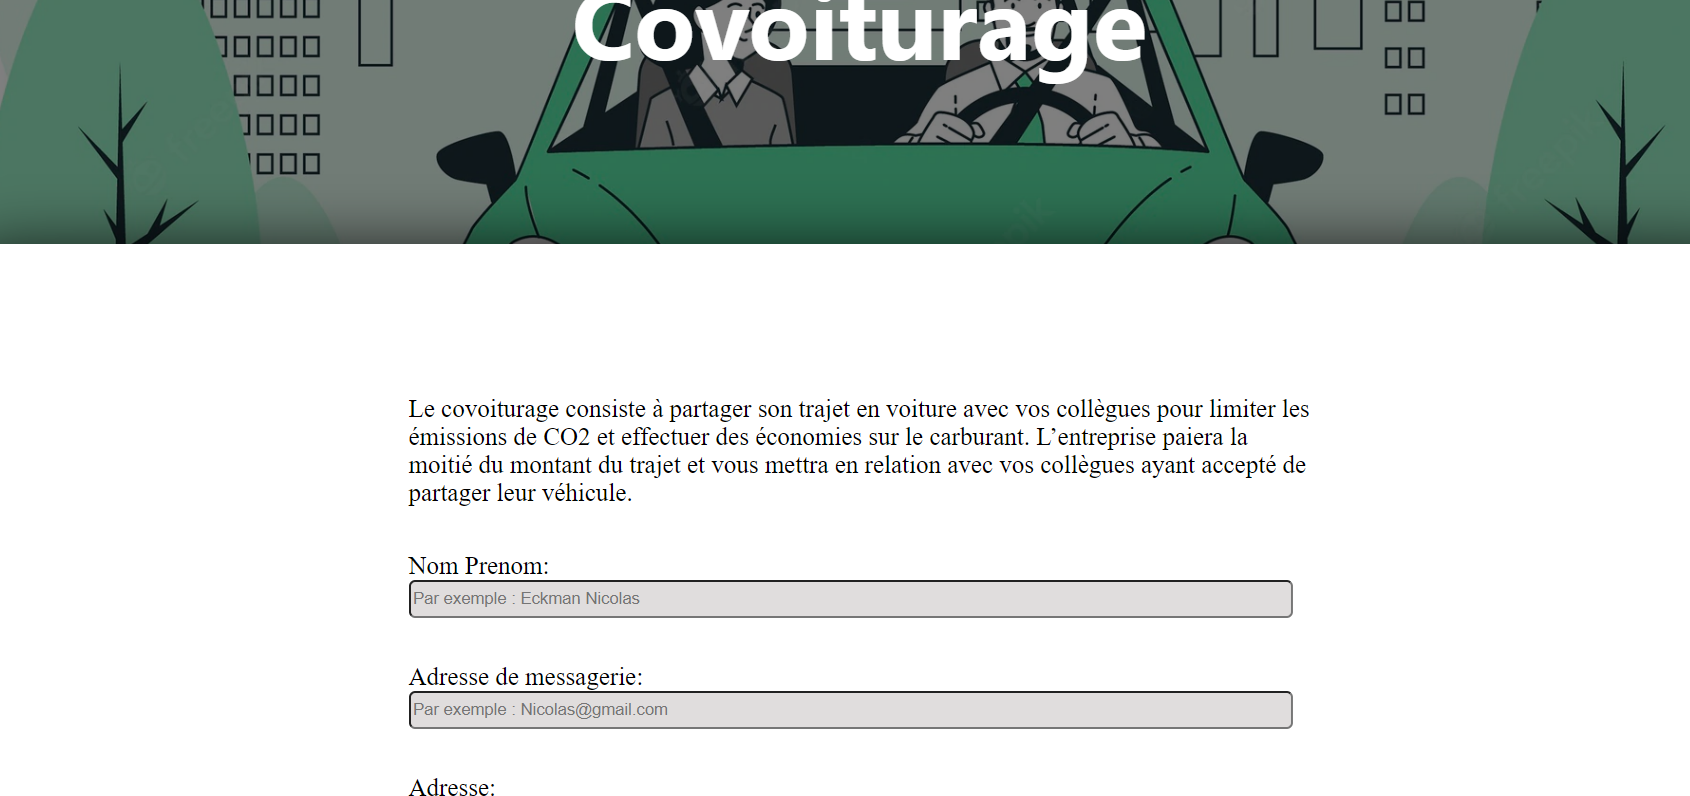 Covoiturage
Le covoiturage consiste à partager son trajet en voiture avec vos collègues pour limiter les
émissions de CO2 et effectuer des économies sur le carburant. L’entreprise paiera la
moitié du montant du trajet et vous mettra en relation avec vos collègues ayant accepté de
partager leur véhicule.
Nom Prenom:
Par exemple : Eckman Nicolas
Adresse de messagerie:
Par exemple : Nicolas@gmail.com
Adresse: